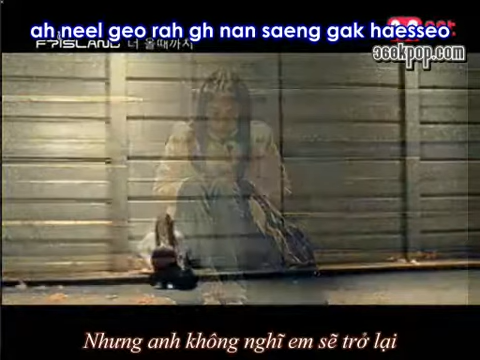 ah neel geo rah gh nan saeng gak haesseo
FTISLAND 너 올때까지
360kpop.com
Nhưng anh không nghĩ em sẽ trở lại